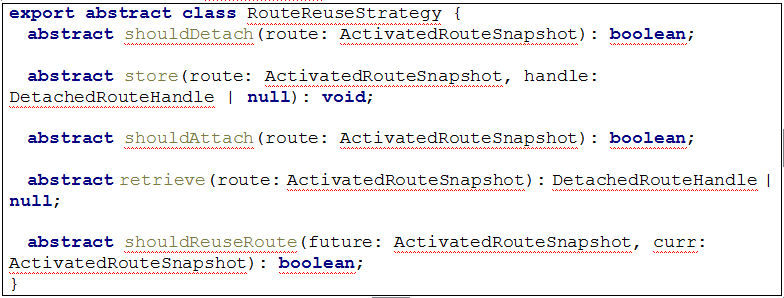 export abstract class RouteReuseStrategy {
  abstract shouldDetach(route: ActivatedRouteSnapshot): boolean;
  abstract store(route: ActivatedRouteSnapshot, handle:
DetachedRouteHandle | null): void;
  abstract shouldAttach(route: ActivatedRouteSnapshot): boolean;
  abstract retrieve(route: ActivatedRouteSnapshot): DetachedRouteHandle |
null;
  abstract shouldReuseRoute(future: ActivatedRouteSnapshot, curr:
ActivatedRouteSnapshot): boolean;
}